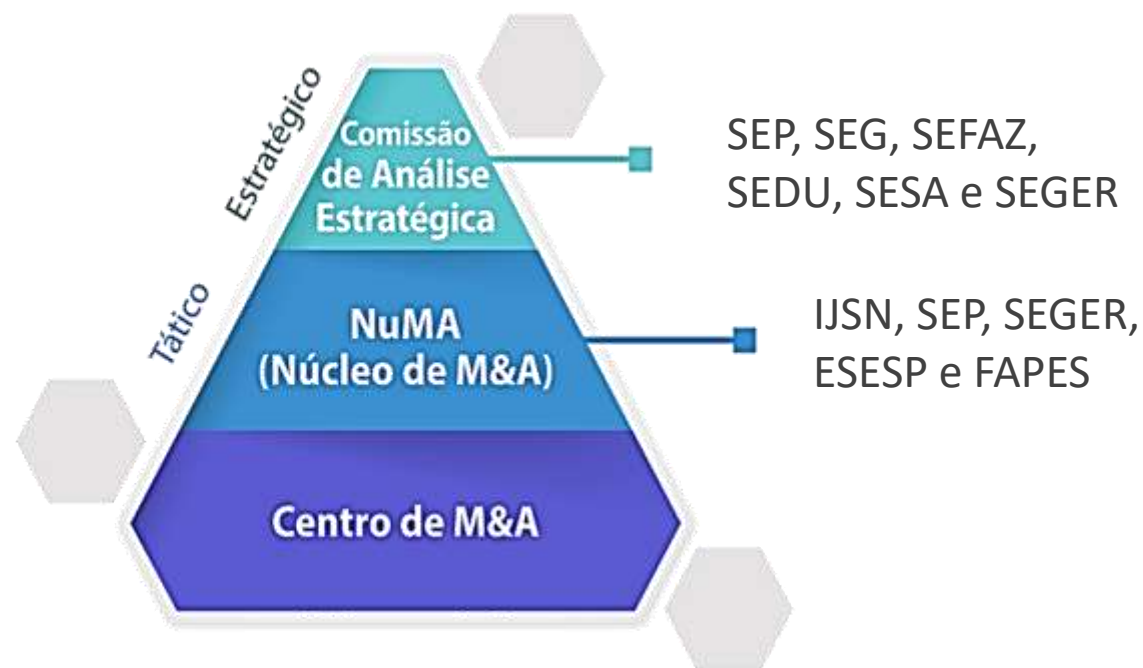 Estratégico
Comissão
de Análise
Estratégica
SEP, SEG, SEFAZ,
SEDU, SESA e SEGER
Tático
NuMA
(Núcleo de M&A)
IJSN, SEP, SEGER,
ESESP e FAPES
Centro de M&A